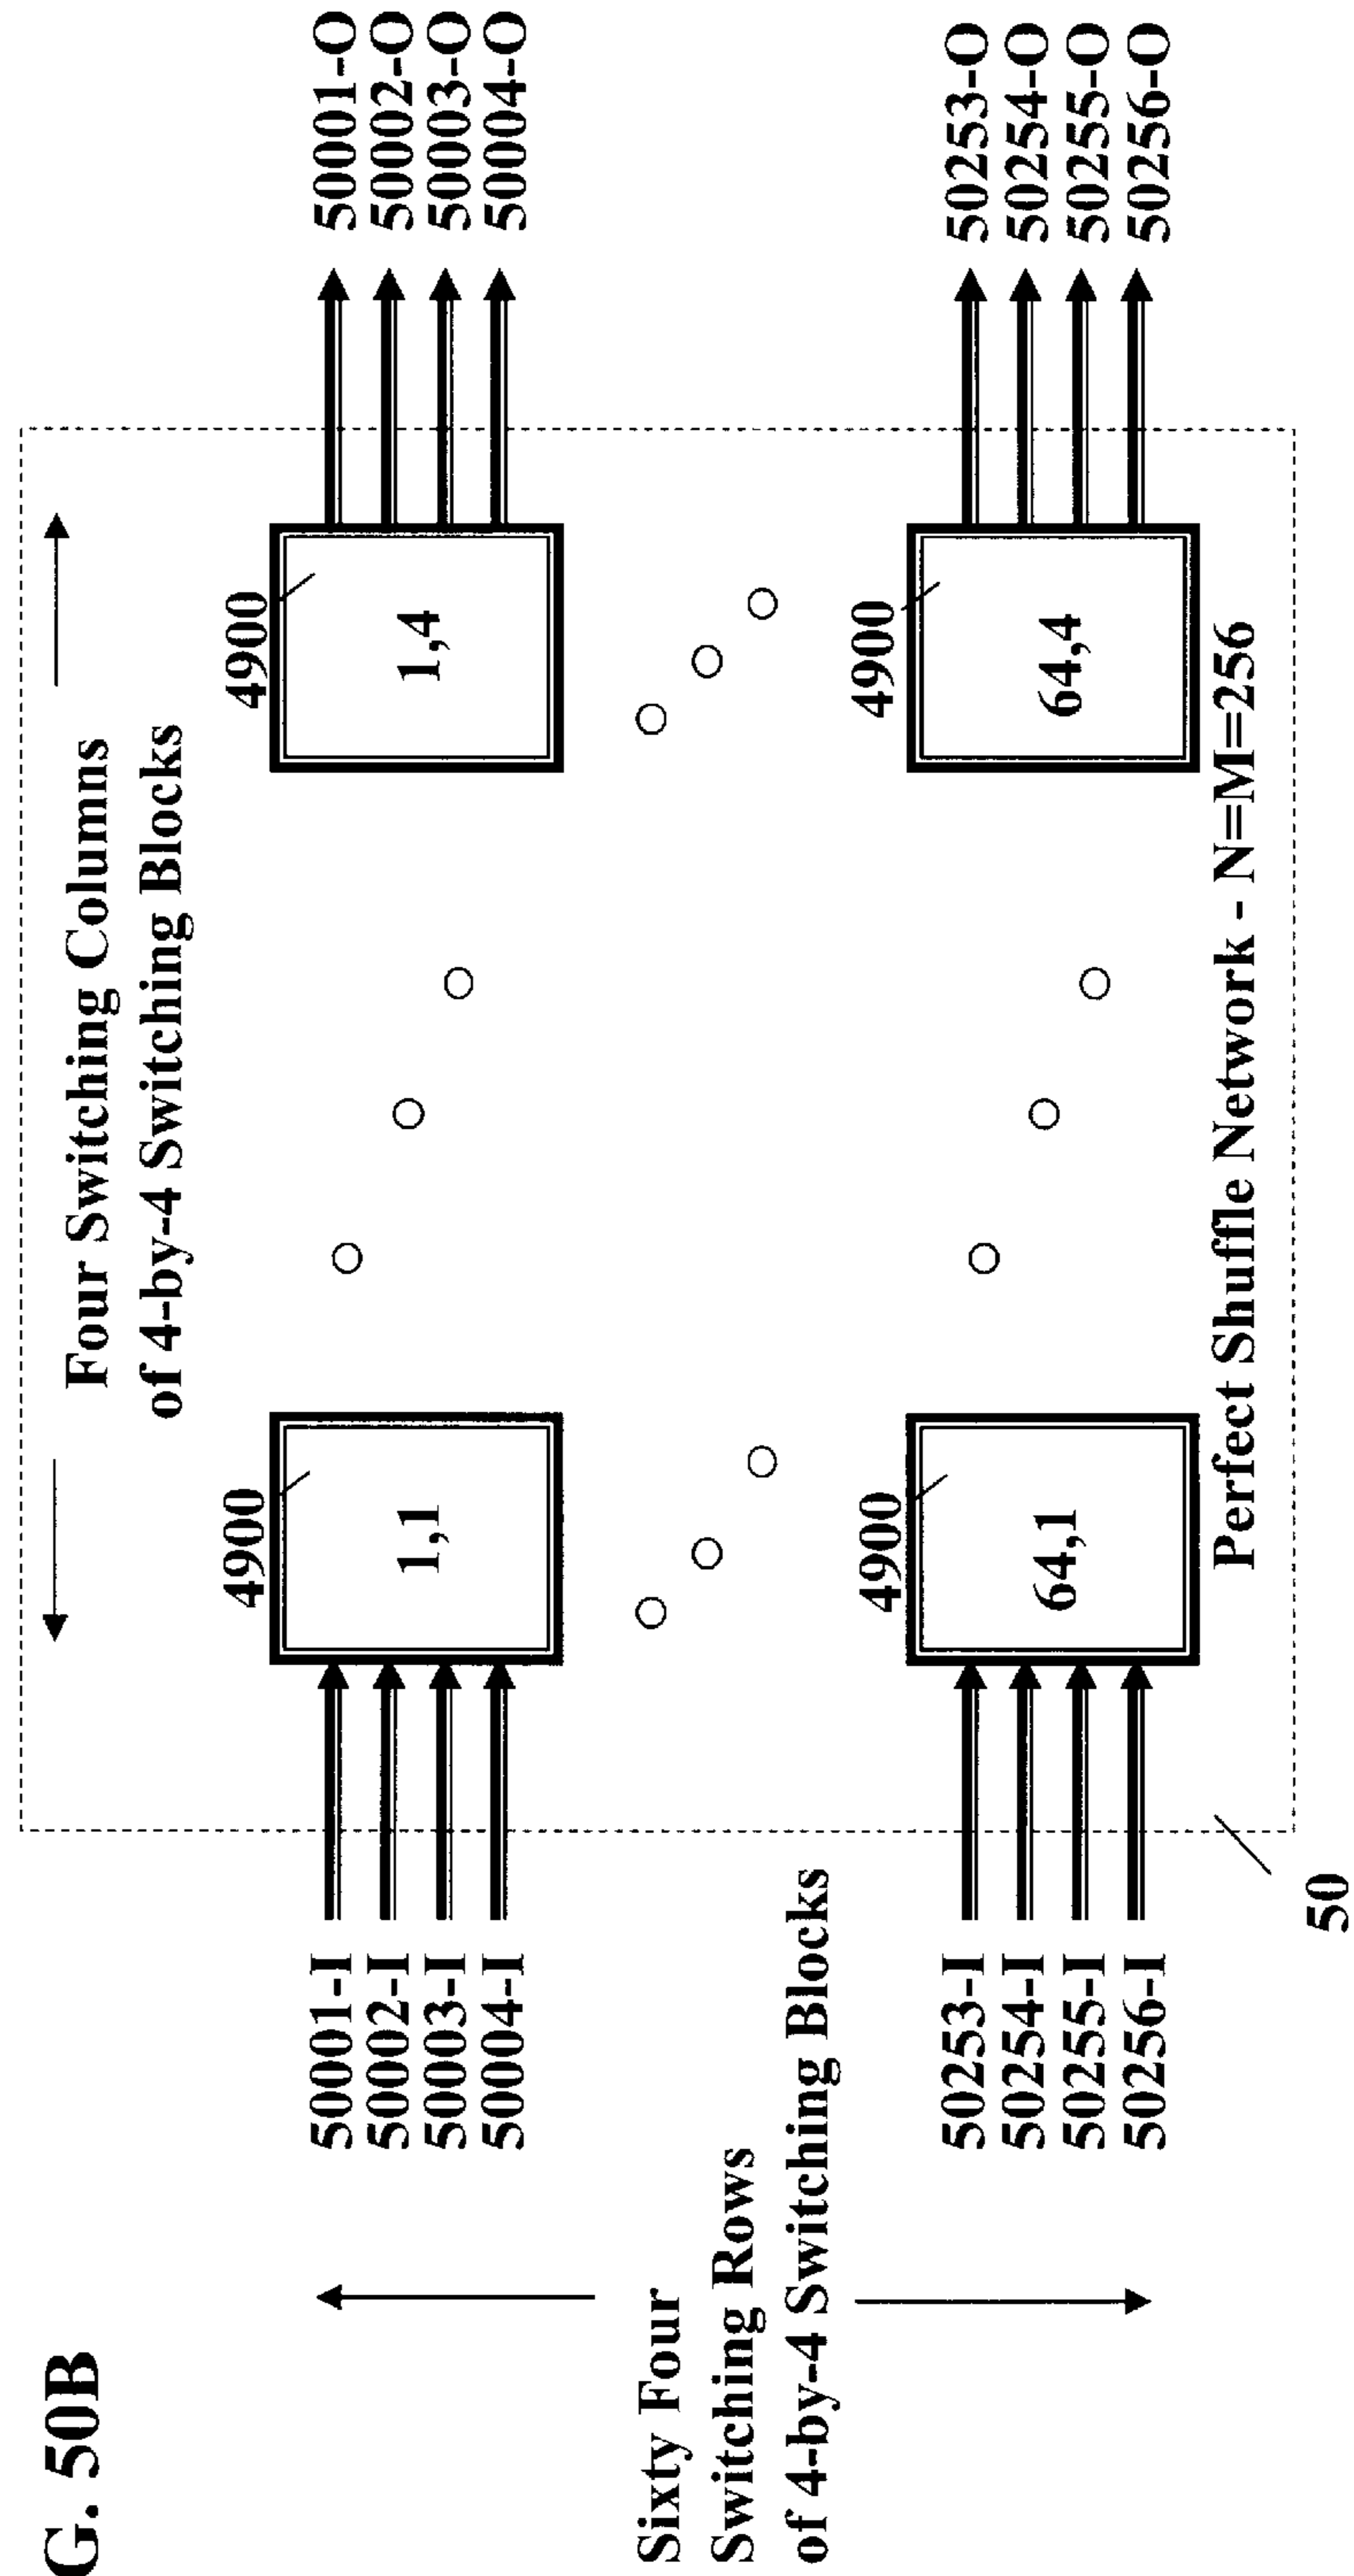 G. 50B
Four Switching Columns
of 4-by-4 Switching Blocks
Sixty Four
Switching Rows
of 4-by-4 Switching Blocks
50001-I
50002-I
50003-I
50004-I
4900
1,1
4900
1,4
50001-O
50002-O
50003-O
50004-O
50253-I
50254-I
50255-I
50256-I
4900
64,1
4900
64,4
50253-O
50254-O
50255-O
50256-O
Perfect Shuffle Network - N=M=256
50